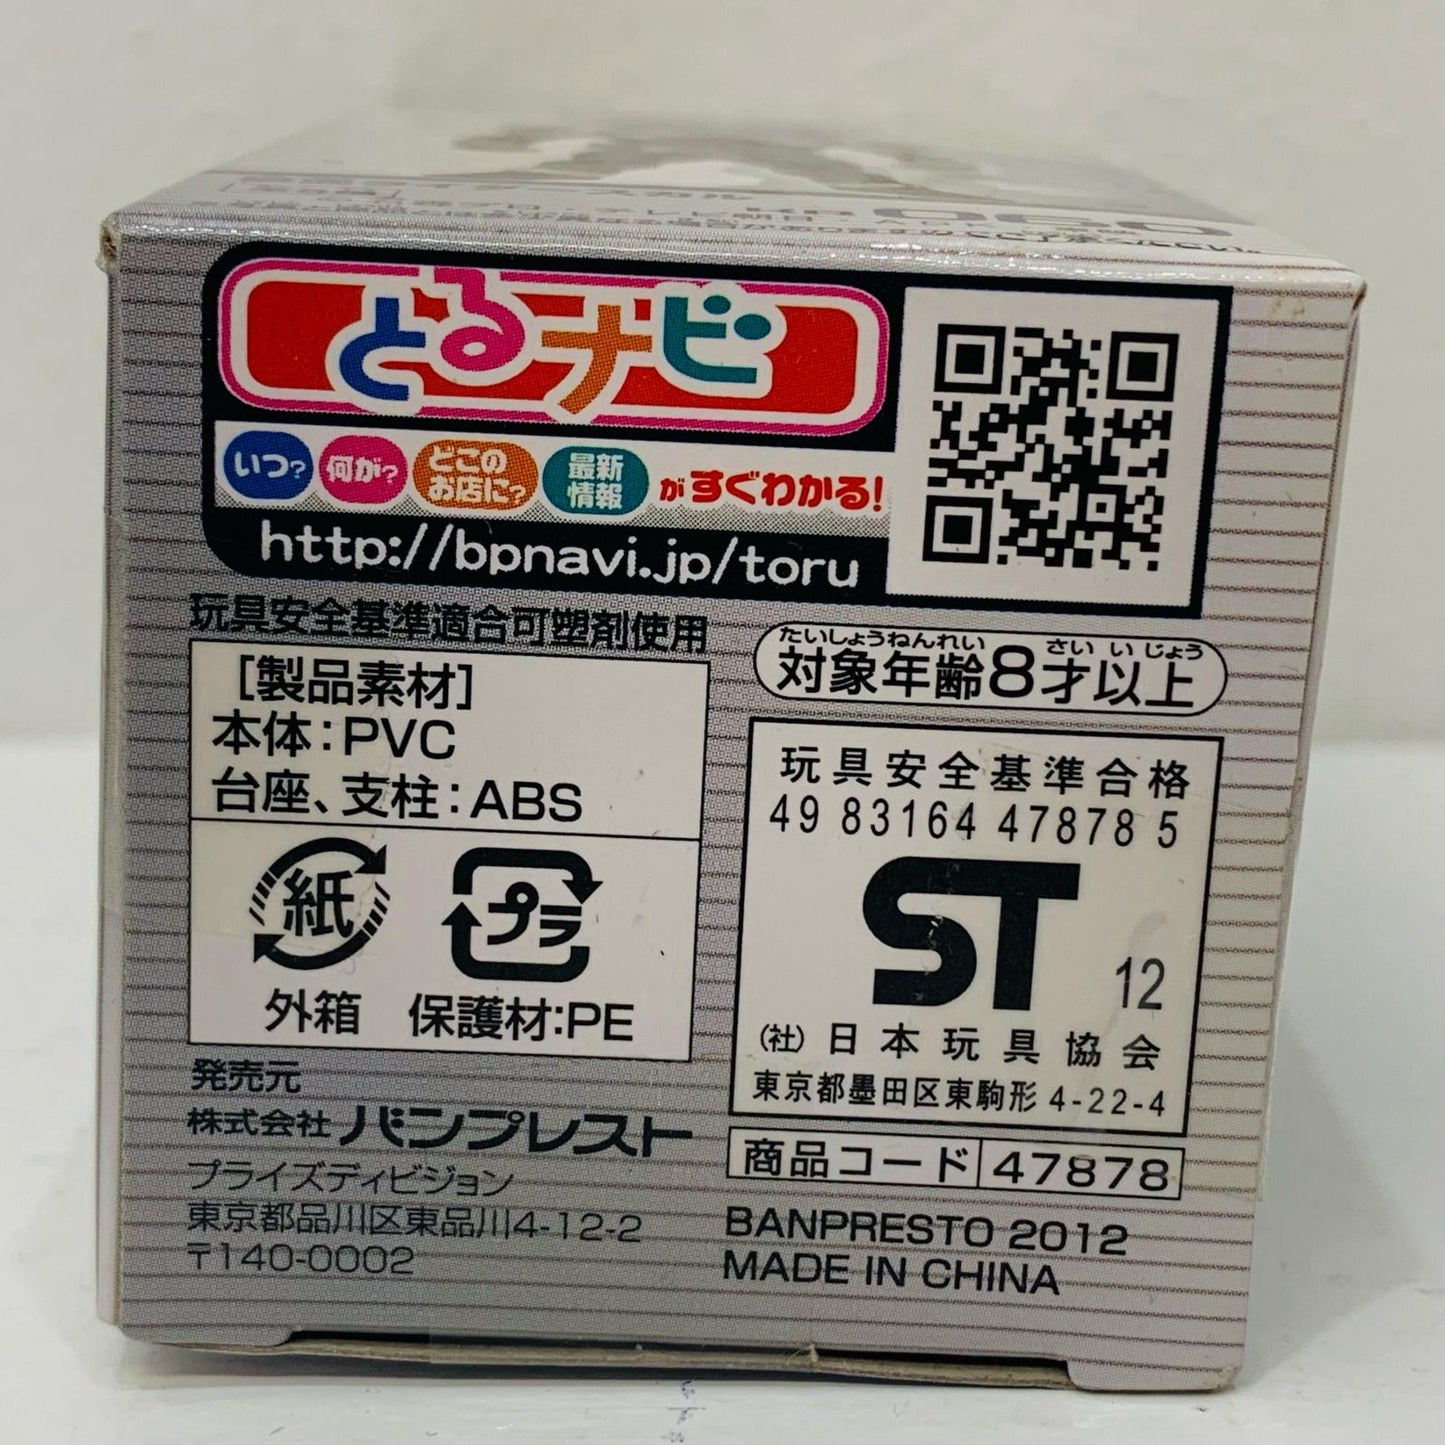 とるナビ
いつ? 何が? どこのお店に? 最新情報 がすぐわかる!
http://bpnavi.jp/toru
玩具安全基準適合可塑剤使用
[製品素材]
本体:PVC
台座、支柱:ABS
紙
プラ
外箱
保護材:PE
発売元
株式会社 バンプレスト
プライズディビジョン
東京都品川区東品川4-12-2
〒140-0002
たいしょうねんれい さい いじょう
対象年齢8才以上
玩具安全基準合格
49 83164 47878 5
ST
12
(社) 日本玩具協会
東京都墨田区東駒形 4-22-4
商品コード 47878
BANPRESTO 2012
MADE IN CHINA